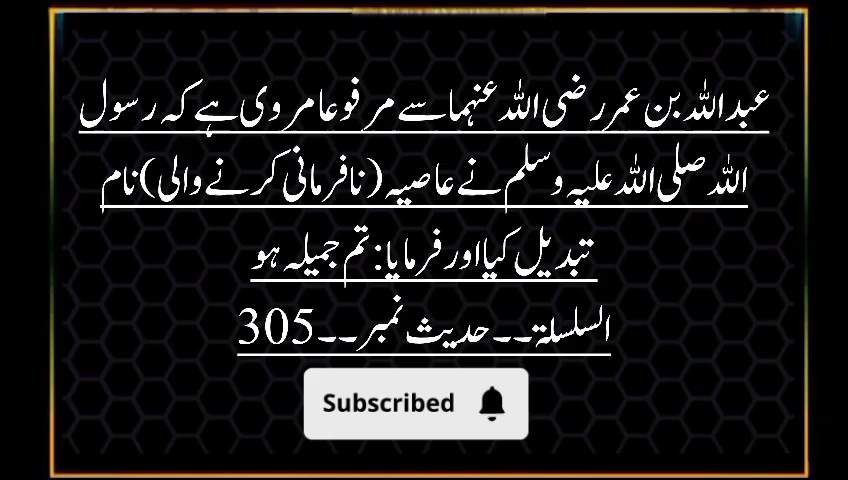 عبداللہ بن عمر رضی اللہ عنہما سے مرفوعا مروی ہے کہ رسول
اللہ صلی اللہ علیہ وسلم نے عاصیہ (نافرمانی کرنے والی) نام
تبدیل کیا اور فرمایا: تم جمیلہ ہو
السلسلة۔۔حدیث نمبر۔۔305
Subscribed